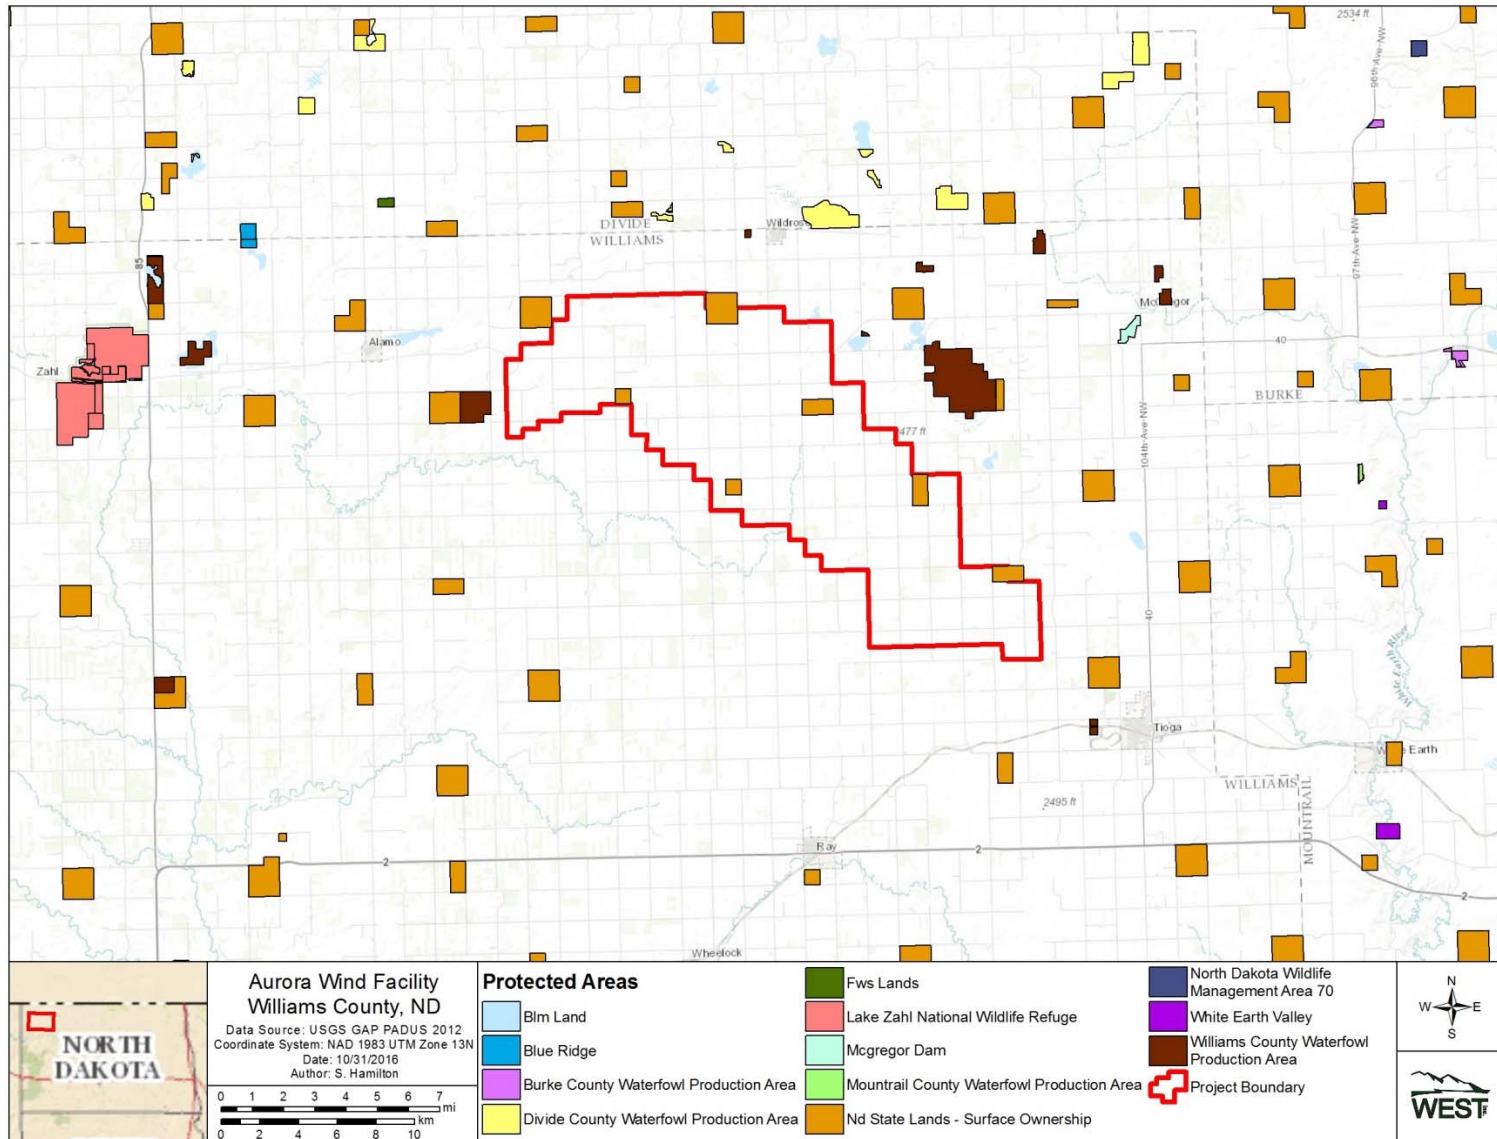 2534 ft
96th Ave NW
97th Ave NW
DIVIDE
WILLIAMS
Wildros
85
Zahl
Alamo
40
BURKE
477 ft
104th Ave NW
40
White Earth River
Tioga
Earth
WILLIAMS
MOUNTRAIL
2495 ft
Ray
2
2
2
Wheelock
NORTH
DAKOTA
Aurora Wind Facility
Williams County, ND
Data Source: USGS GAP PADUS 2012
Coordinate System: NAD 1983 UTM Zone 13N
Date: 10/31/2016
Author: S. Hamilton
0 1 2 3 4 5 6 7
mi
km
0 2 4 6 8 10
Protected Areas
Blm Land
Blue Ridge
Burke County Waterfowl Production Area
Divide County Waterfowl Production Area
Fws Lands
Lake Zahl National Wildlife Refuge
Mcgregor Dam
Mountrail County Waterfowl Production Area
Nd State Lands - Surface Ownership
North Dakota Wildlife
Management Area 70
White Earth Valley
Williams County Waterfowl
Production Area
Project Boundary
N
W E
S
WEST